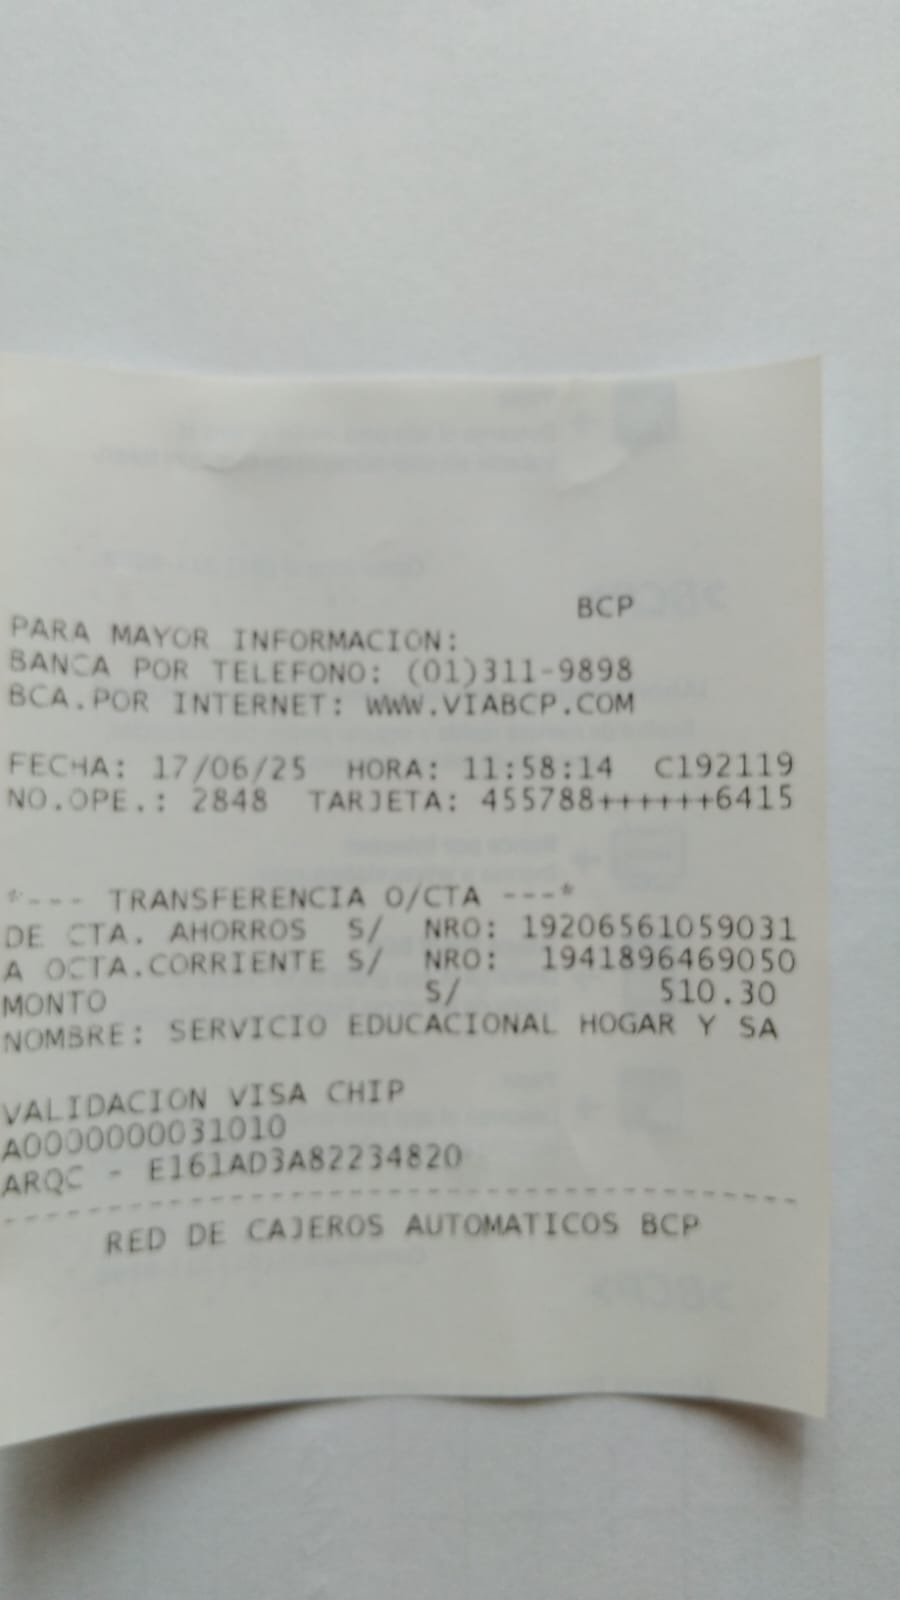 BCP
PARA MAYOR INFORMACION:
BANCA POR TELEFONO: (01)311-9898
BCA.POR INTERNET: WWW.VIABCP.COM
FECHA: 17/06/25 HORA: 11:58:14 C192119
NO.OPE.: 2848 TARJETA: 455788++++++6415
*--- TRANSFERENCIA O/CTA ---*
DE CTA. AHORROS S/ NRO: 19206561059031
A OCTA.CORRIENTE S/ NRO: 1941896469050
MONTO S/ 510.30
NOMBRE: SERVICIO EDUCACIONAL HOGAR Y SA
VALIDACION VISA CHIP
A0000000031010
ARQC - E161AD3A82234820
RED DE CAJEROS AUTOMATICOS BCP